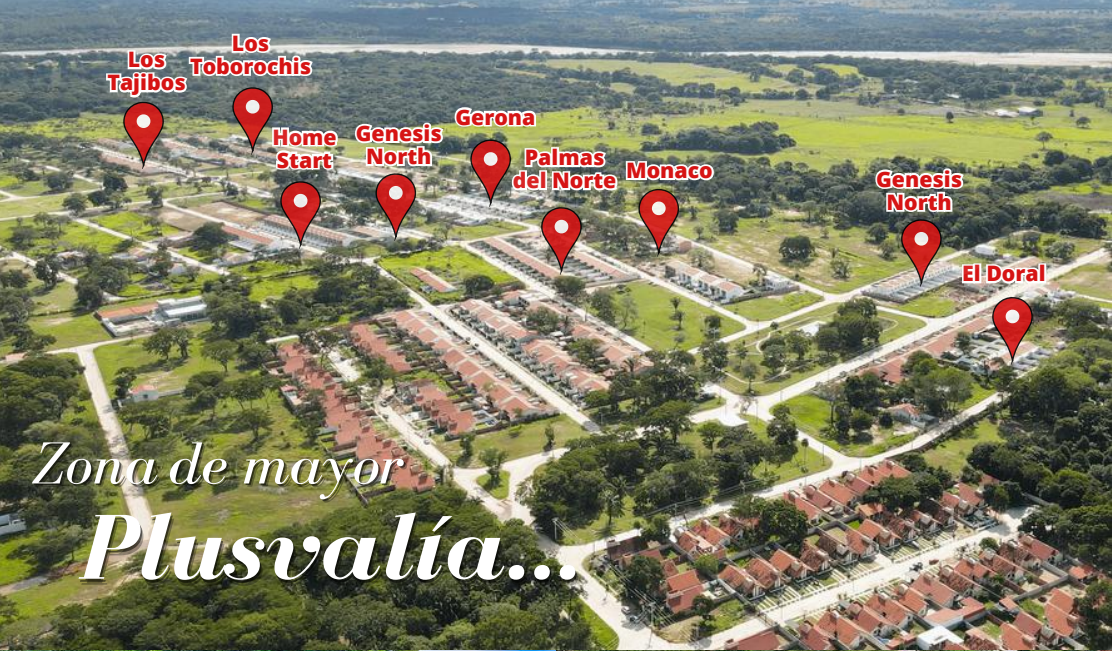 Los
Tajibos
Los
Toborochis
Home
Start
Genesis
North
Gerona
Palmas
del Norte
Monaco
Genesis
North
El Doral
Zona de mayor
Plusvalía...